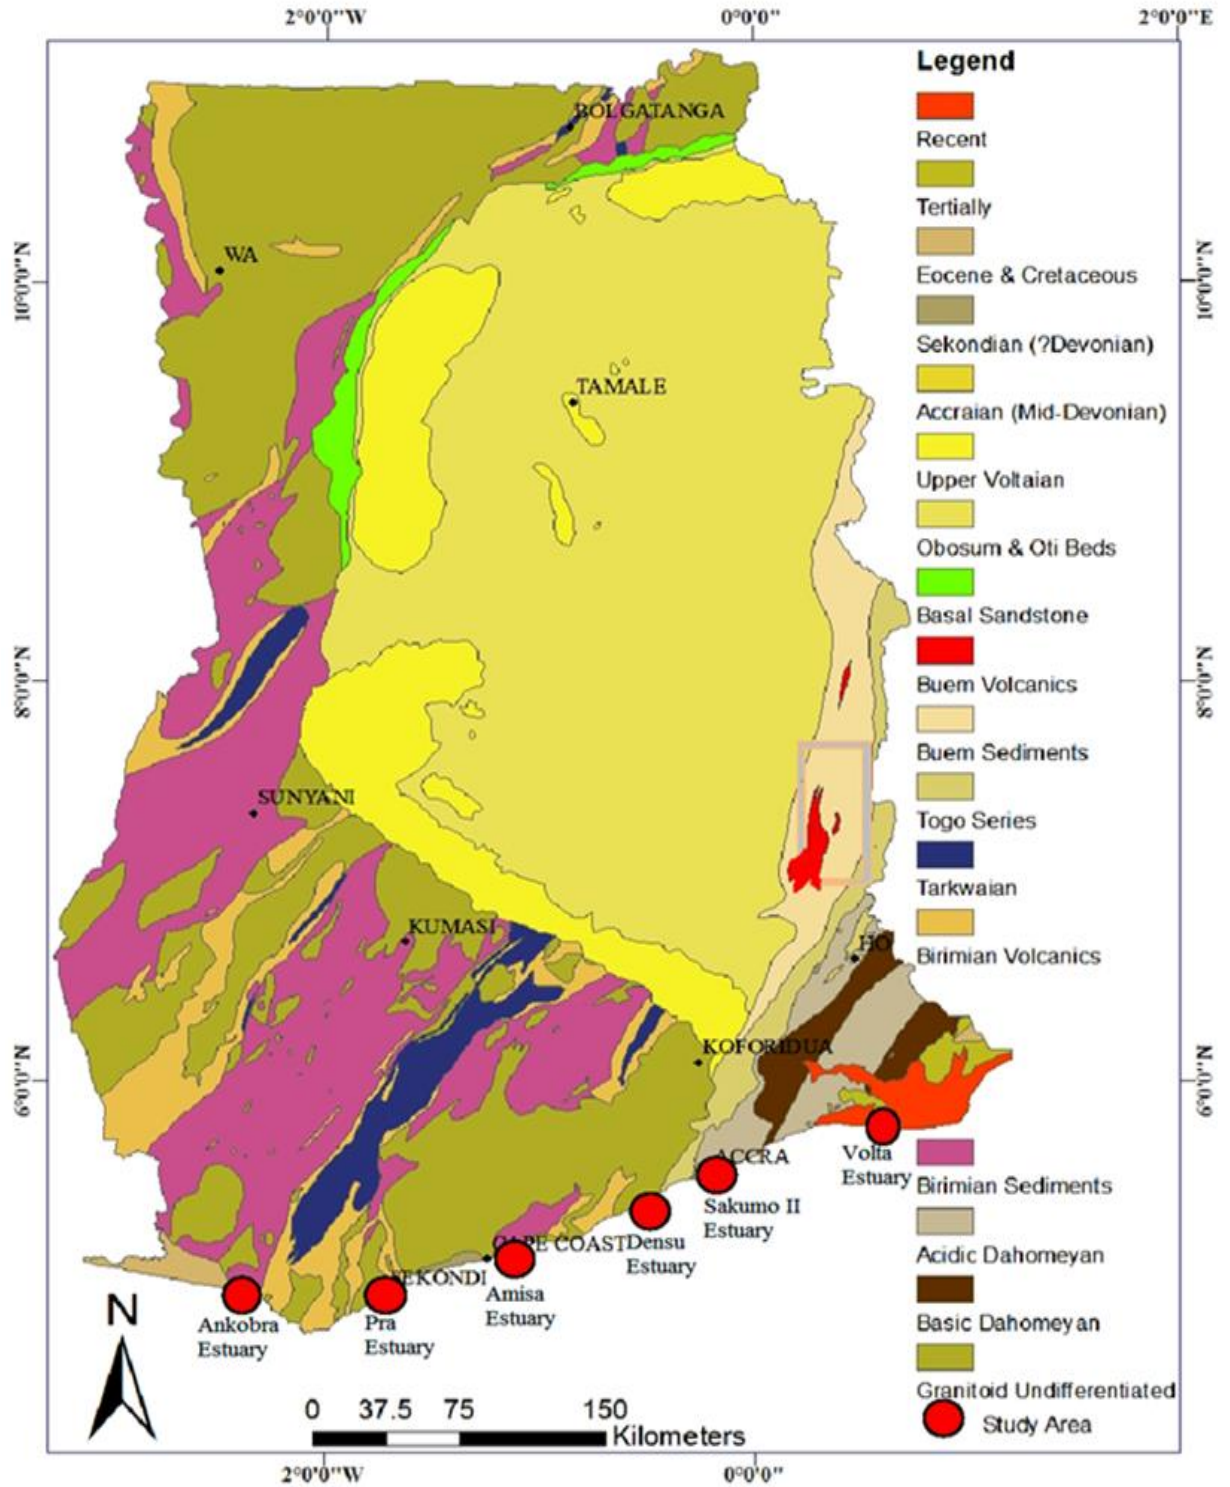 2°0'0"W 0°0'0" 2°0'0"E
Legend
Recent
Tertially
Eocene & Cretaceous
Sekondian (?Devonian)
Accraian (Mid-Devonian)
Upper Voltaian
Obosum & Oti Beds
Basal Sandstone
Buem Volcanics
Buem Sediments
Togo Series
Tarkwaian
Birimian Volcanics
Birimian Sediments
Acidic Dahomeyan
Basic Dahomeyan
Granitoid Undifferentiated
Study Area
BOLGATANGA
WA
TAMALE
SUNYANI
KUMASI
HO
KOFORIDUA
ACCRA
CAPE COAST
SEKONDI
Volta
Estuary
Sakumo II
Estuary
Densu
Estuary
Amisa
Estuary
Pra
Estuary
Ankobra
Estuary
10°0'0"N
10°0'0"N
8°0'0"N
8°0'0"N
6°0'0"N
6°0'0"N
N
0 37.5 75 150
Kilometers
2°0'0"W 0°0'0"